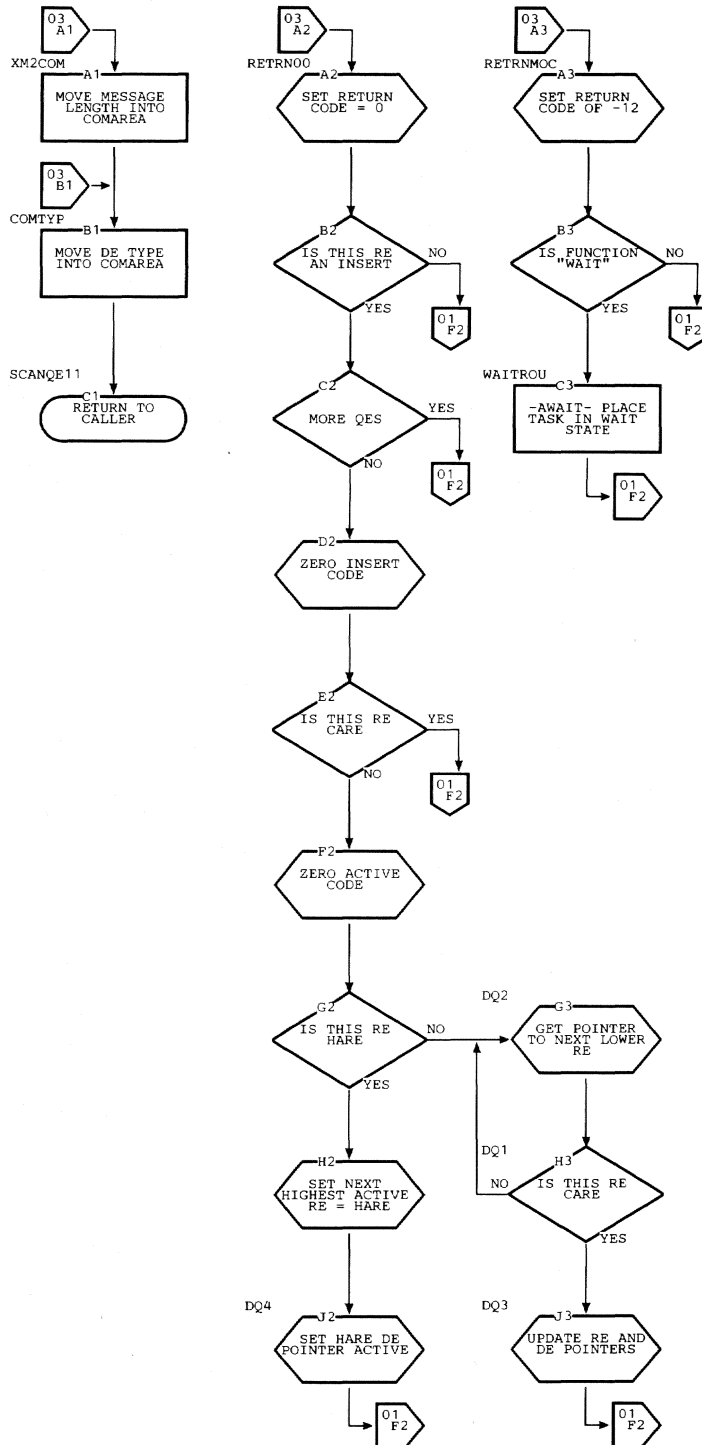 03
A1
XM2COM
A1
MOVE MESSAGE
LENGTH INTO
COMAREA
03
B1
COMTYP
B1
MOVE DE TYPE
INTO COMAREA
SCANQE11
C1
RETURN TO
CALLER
03
A2
RETRN00
A2
SET RETURN
CODE = 0
B2
IS THIS RE
AN INSERT
NO
01
F2
YES
C2
MORE QES
YES
01
F2
NO
D2
ZERO INSERT
CODE
E2
IS THIS RE
CARE
YES
01
F2
NO
F2
ZERO ACTIVE
CODE
G2
IS THIS RE
HARE
NO
YES
H2
SET NEXT
HIGHEST ACTIVE
RE = HARE
DQ4
J2
SET HARE DE
POINTER ACTIVE
01
F2
03
A3
RETRNMOC
A3
SET RETURN
CODE OF -12
B3
IS FUNCTION
"WAIT"
NO
01
F2
YES
WAITROU
C3
-AWAIT- PLACE
TASK IN WAIT
STATE
01
F2
DQ2
G3
GET POINTER
TO NEXT LOWER
RE
DQ1
H3
NO
IS THIS RE
CARE
YES
DQ3
J3
UPDATE RE AND
DE POINTERS
01
F2